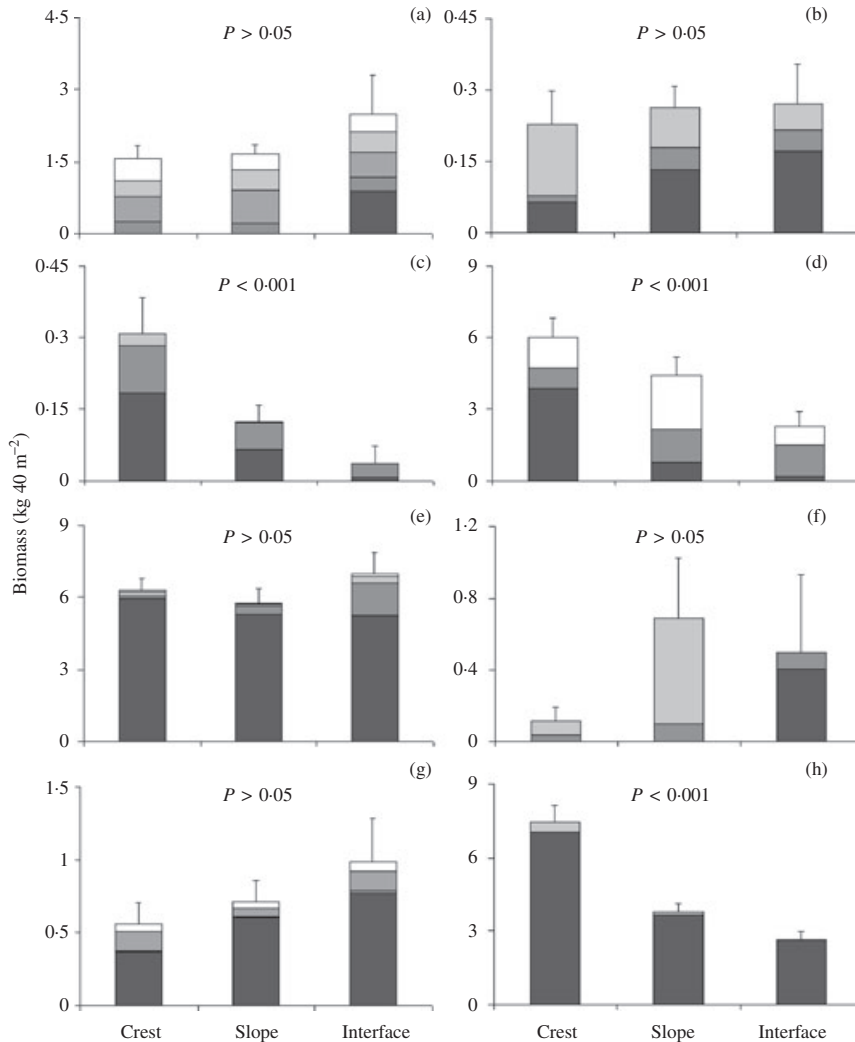 4·5
3
1·5
0
(a)
P > 0·05
0·45
0·3
0·15
0
(b)
P > 0·05
0·45
0·3
0·15
0
(c)
P < 0·001
9
6
3
0
(d)
P < 0·001
Biomass (kg 40 m⁻²)
9
6
3
0
(e)
P > 0·05
1·2
0·8
0·4
0
(f)
P > 0·05
1·5
1
0·5
0
(g)
P > 0·05
9
6
3
0
(h)
P < 0·001
Crest Slope Interface
Crest Slope Interface